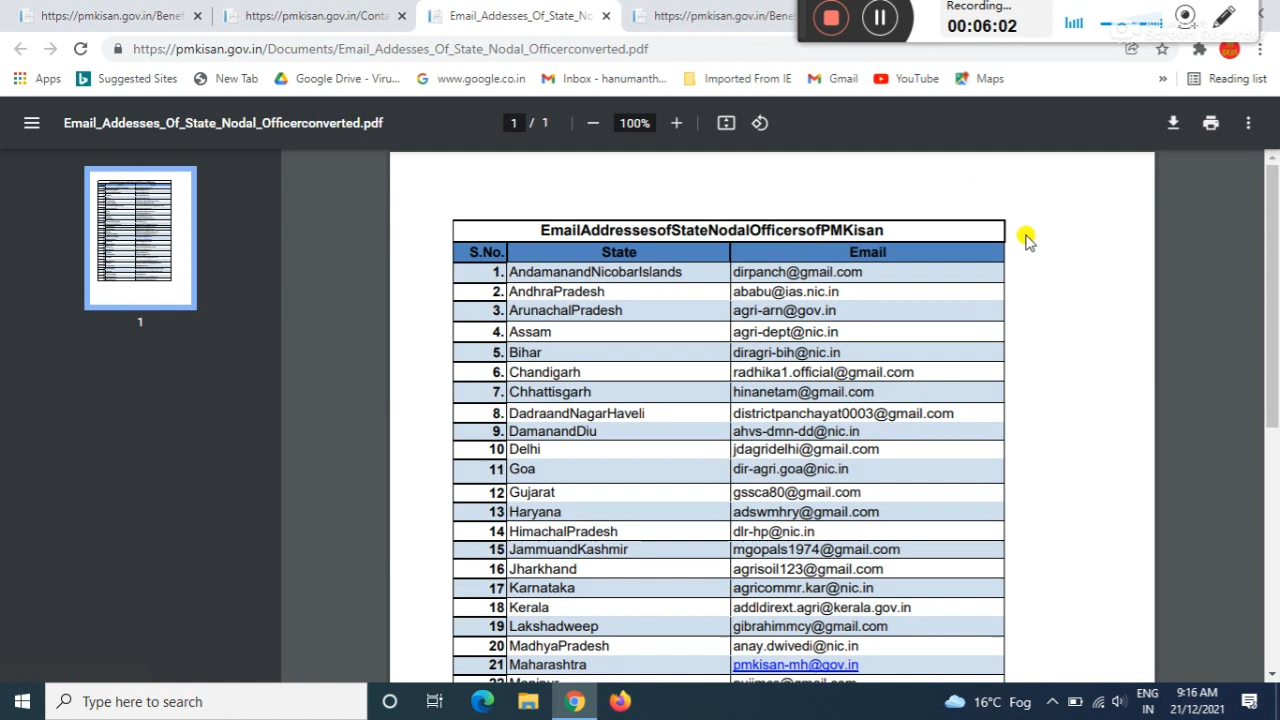 https://pmkisan.gov.in/Benef
https://pmkisan.gov.in/Conta
Email_Addresses_Of_State_No
https://pmkisan.gov.in/Bene
Recording...
00:06:02
https://pmkisan.gov.in/Documents/Email_Addresses_Of_State_Nodal_Officerconverted.pdf
Apps Suggested Sites New Tab Google Drive - Viru... www.google.co.in Inbox - hanumanth... Imported From IE Gmail YouTube Maps » Reading list
Email_Addresses_Of_State_Nodal_Officerconverted.pdf 1 / 1 100%
1
EmailAddressesofStateNodalOfficersofPMKisan
S.No. State Email
1. AndamanandNicobarIslands dirpanch@gmail.com
2. AndhraPradesh ababu@ias.nic.in
3. ArunachalPradesh agri-arn@gov.in
4. Assam agri-dept@nic.in
5. Bihar diragri-bih@nic.in
6. Chandigarh radhika1.official@gmail.com
7. Chhattisgarh hinanetam@gmail.com
8. DadraandNagarHaveli districtpanchayat0003@gmail.com
9. DamanandDiu ahvs-dmn-dd@nic.in
10 Delhi jdagridelhi@gmail.com
11 Goa dir-agri.goa@nic.in
12 Gujarat gssca80@gmail.com
13 Haryana adswmhry@gmail.com
14 HimachalPradesh dlr-hp@nic.in
15 JammuandKashmir mgopals1974@gmail.com
16 Jharkhand agrisoil123@gmail.com
17 Karnataka agricommr.kar@nic.in
18 Kerala addldirext.agri@kerala.gov.in
19 Lakshadweep gibrahimmcy@gmail.com
20 MadhyaPradesh anay.dwivedi@nic.in
21 Maharashtra pmkisan-mh@gov.in
Type here to search
16°C Fog
ENG
IN
9:16 AM
21/12/2021